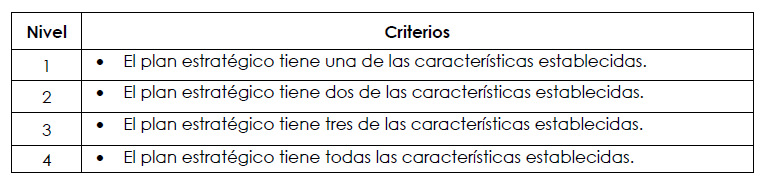 Nivel Criterios
1 • El plan estratégico tiene una de las características establecidas.
2 • El plan estratégico tiene dos de las características establecidas.
3 • El plan estratégico tiene tres de las características establecidas.
4 • El plan estratégico tiene todas las características establecidas.